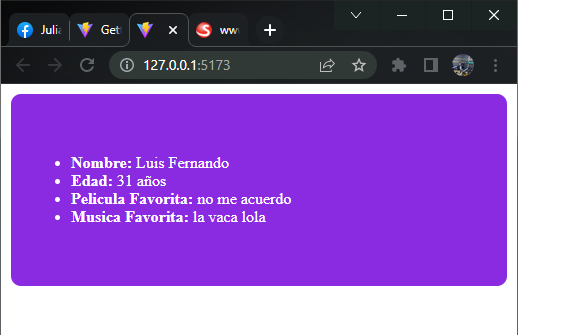 Julia
Get
www
127.0.0.1:5173
Nombre: Luis Fernando
Edad: 31 años
Pelicula Favorita: no me acuerdo
Musica Favorita: la vaca lola